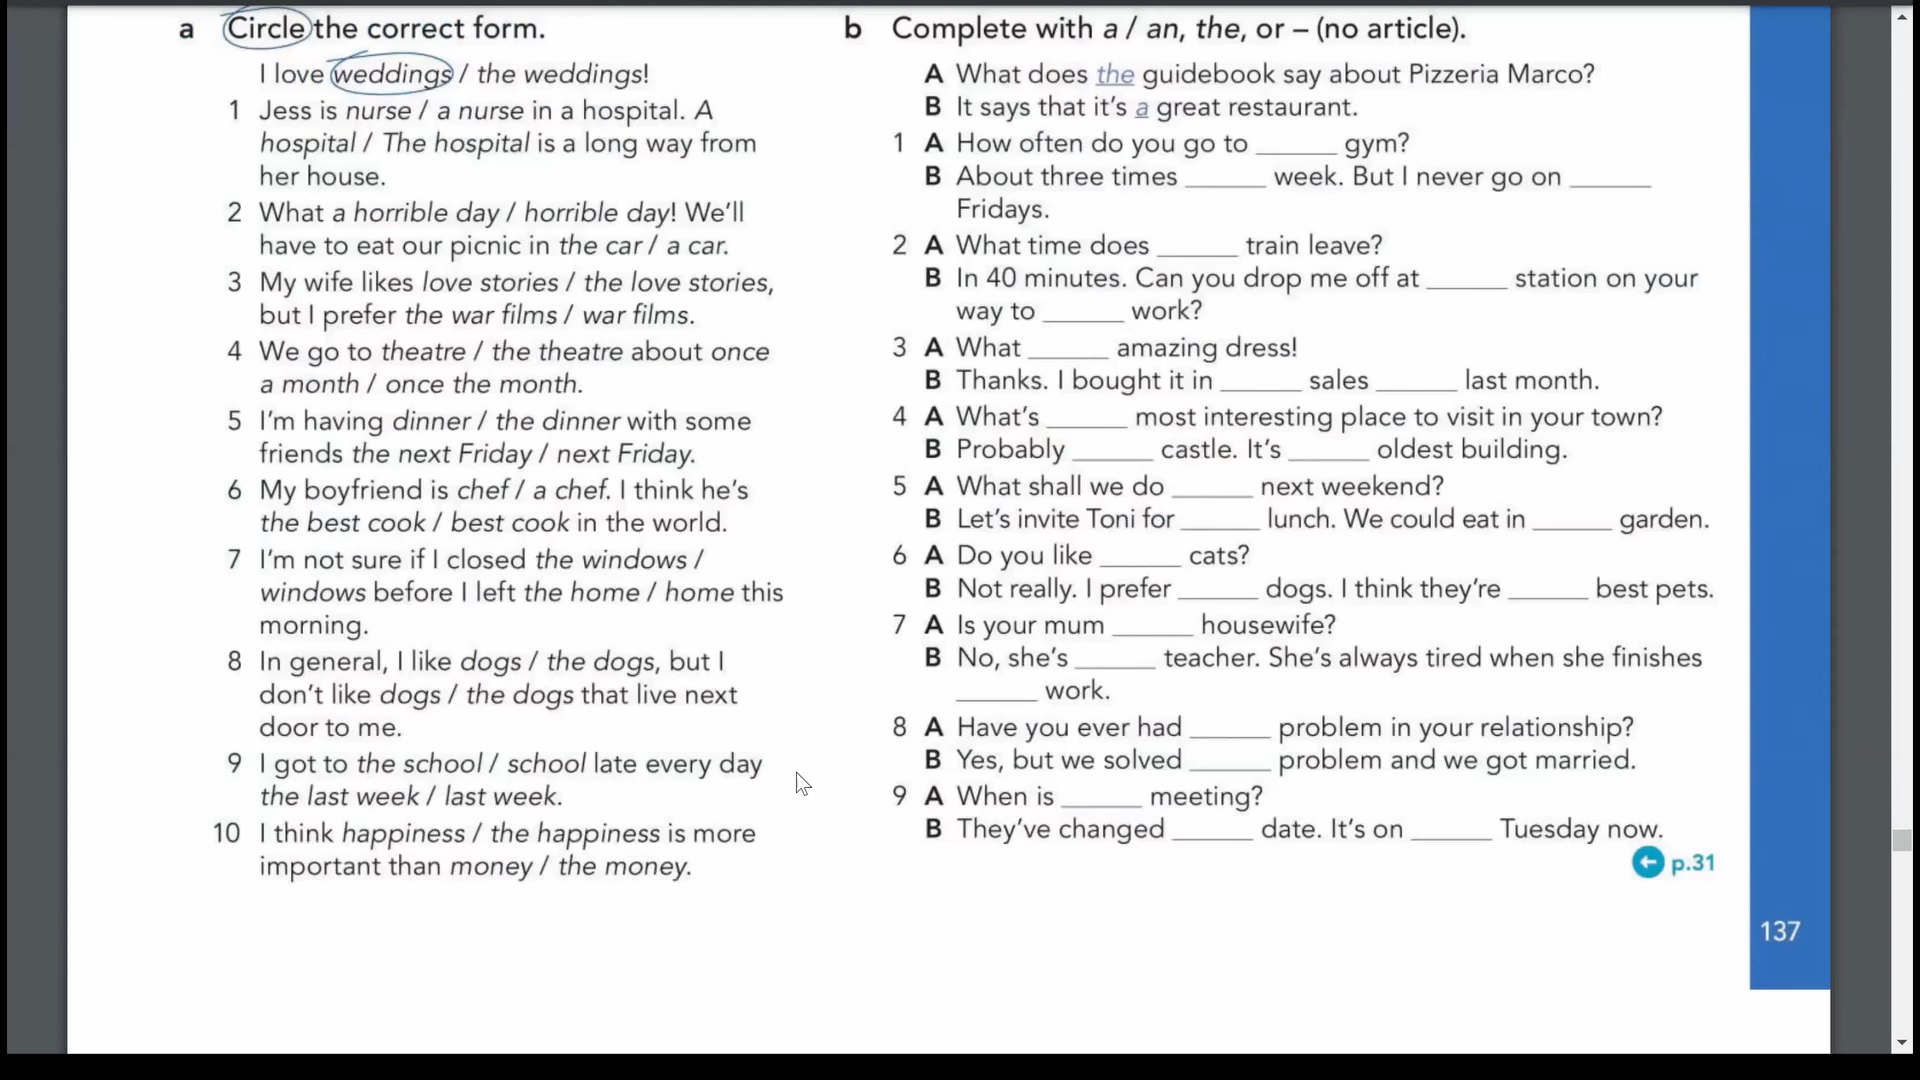 a Circle the correct form.
I love weddings / the weddings!
1 Jess is nurse / a nurse in a hospital. A
hospital / The hospital is a long way from
her house.
2 What a horrible day / horrible day! We'll
have to eat our picnic in the car / a car.
3 My wife likes love stories / the love stories,
but I prefer the war films / war films.
4 We go to theatre / the theatre about once
a month / once the month.
5 I'm having dinner / the dinner with some
friends the next Friday / next Friday.
6 My boyfriend is chef / a chef. I think he's
the best cook / best cook in the world.
7 I'm not sure if I closed the windows /
windows before I left the home / home this
morning.
8 In general, I like dogs / the dogs, but I
don't like dogs / the dogs that live next
door to me.
9 I got to the school / school late every day
the last week / last week.
10 I think happiness / the happiness is more
important than money / the money.
b Complete with a / an, the, or – (no article).
A What does the guidebook say about Pizzeria Marco?
B It says that it's a great restaurant.
1 A How often do you go to ______ gym?
B About three times ______ week. But I never go on ______
Fridays.
2 A What time does ______ train leave?
B In 40 minutes. Can you drop me off at ______ station on your
way to ______ work?
3 A What ______ amazing dress!
B Thanks. I bought it in ______ sales ______ last month.
4 A What's ______ most interesting place to visit in your town?
B Probably ______ castle. It's ______ oldest building.
5 A What shall we do ______ next weekend?
B Let's invite Toni for ______ lunch. We could eat in ______ garden.
6 A Do you like ______ cats?
B Not really. I prefer ______ dogs. I think they're ______ best pets.
7 A Is your mum ______ housewife?
B No, she's ______ teacher. She's always tired when she finishes
______ work.
8 A Have you ever had ______ problem in your relationship?
B Yes, but we solved ______ problem and we got married.
9 A When is ______ meeting?
B They've changed ______ date. It's on ______ Tuesday now.
p.31
137